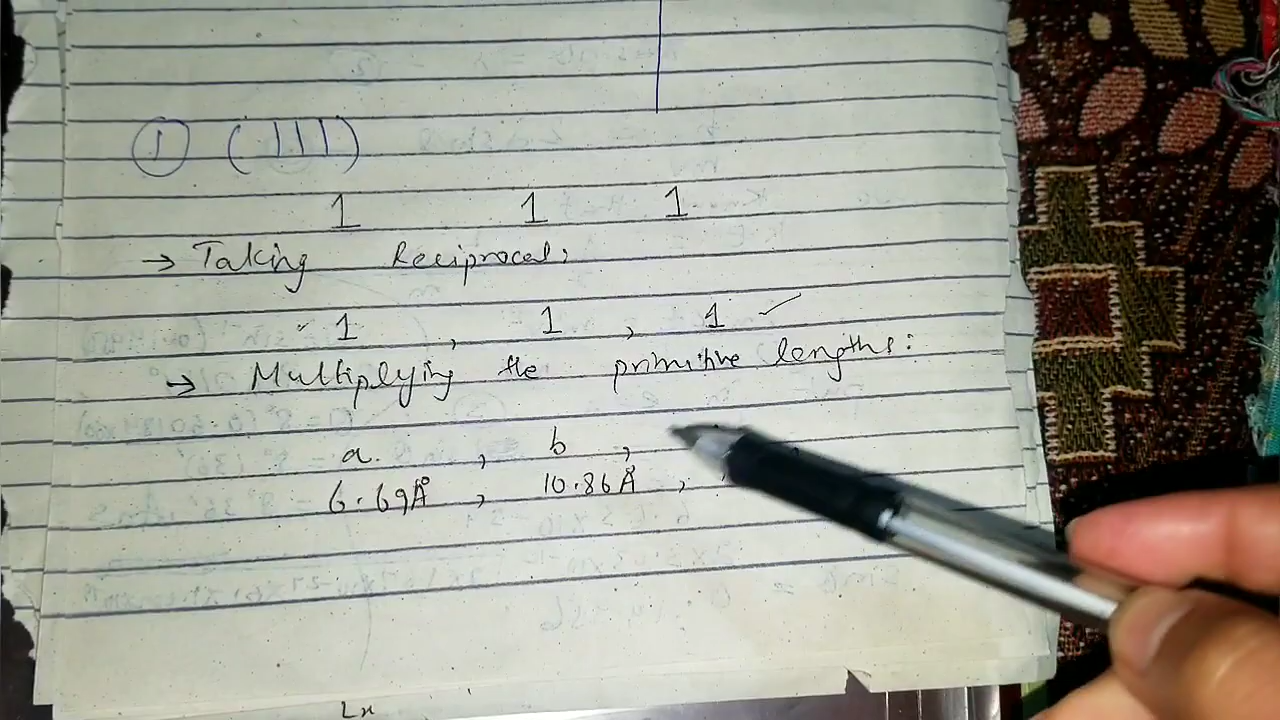 ① (111)
1 1 1
→ Taking Reciprocal:
1 , 1 , 1
→ Multiplying the primitive lengths:
a , b ,
6.69Å , 10.86Å ,